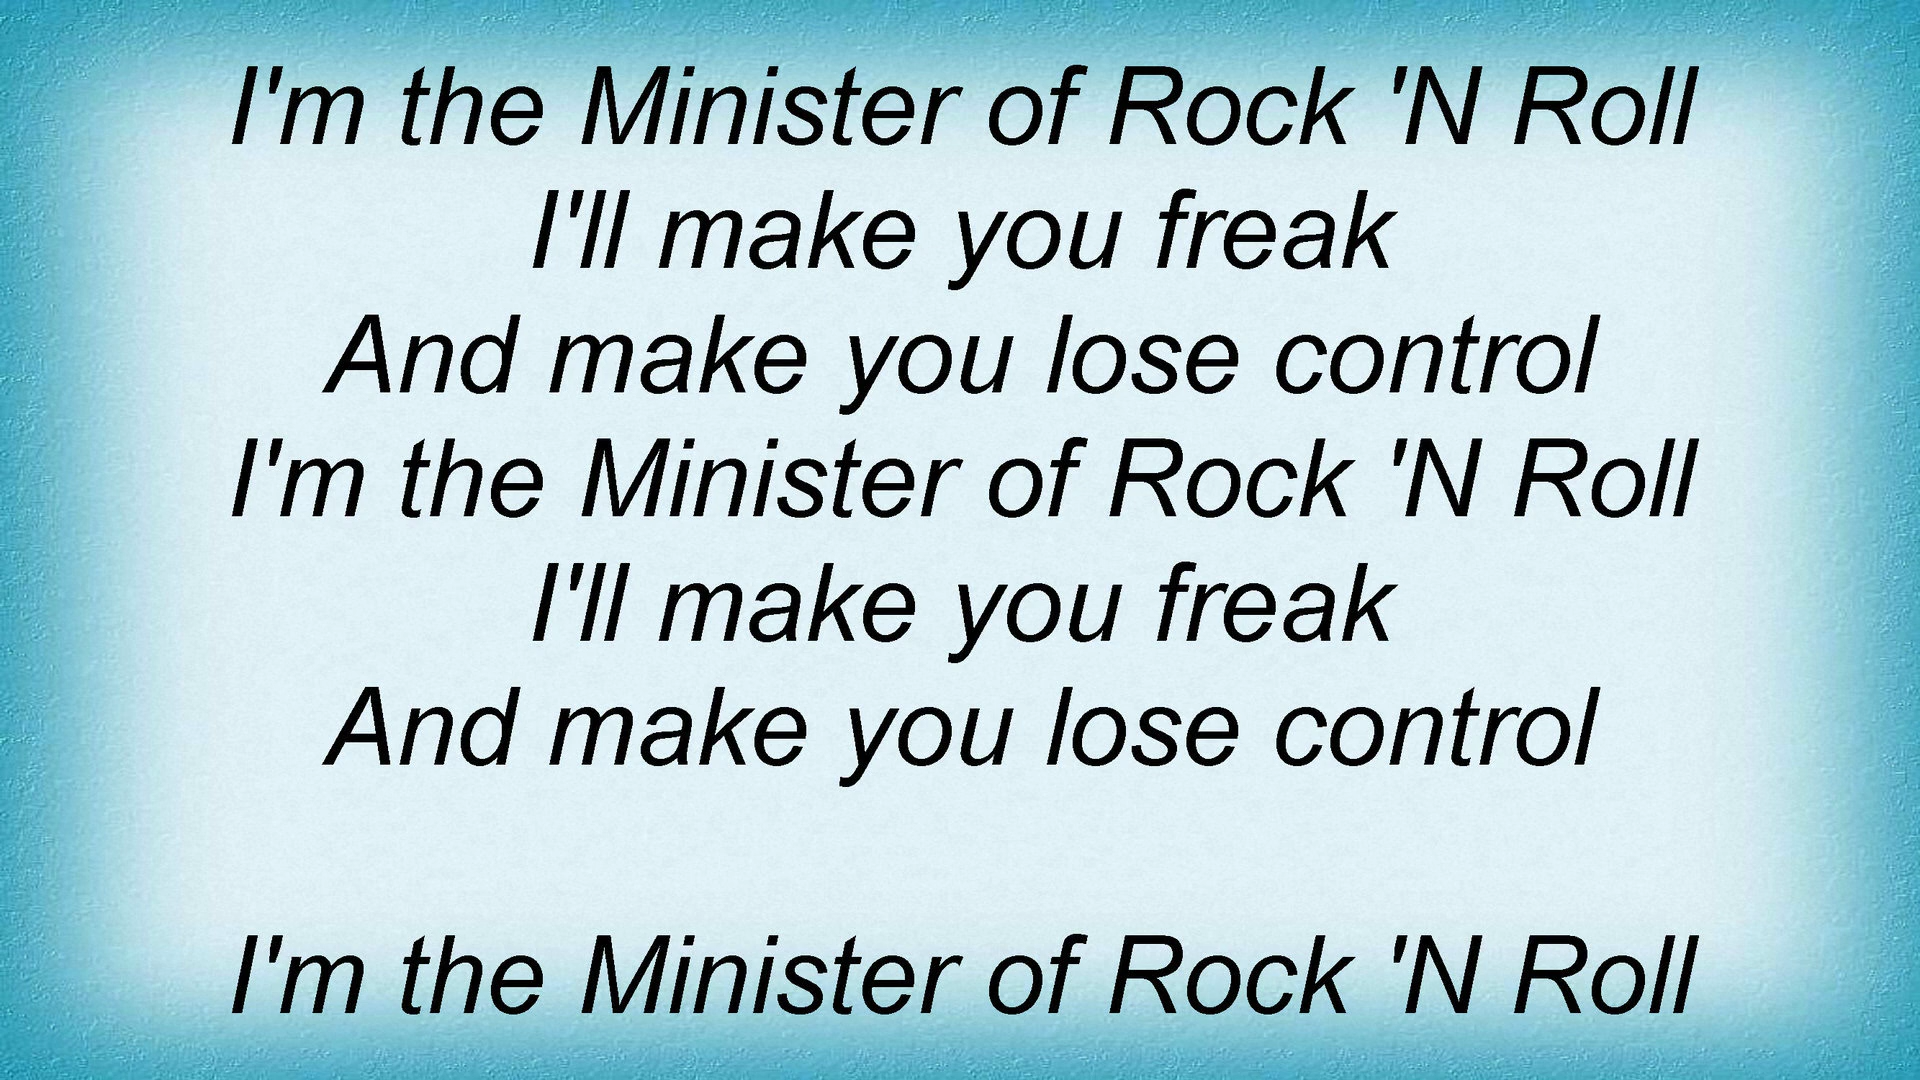 I'm the Minister of Rock 'N Roll
I'll make you freak
And make you lose control
I'm the Minister of Rock 'N Roll
I'll make you freak
And make you lose control
I'm the Minister of Rock 'N Roll